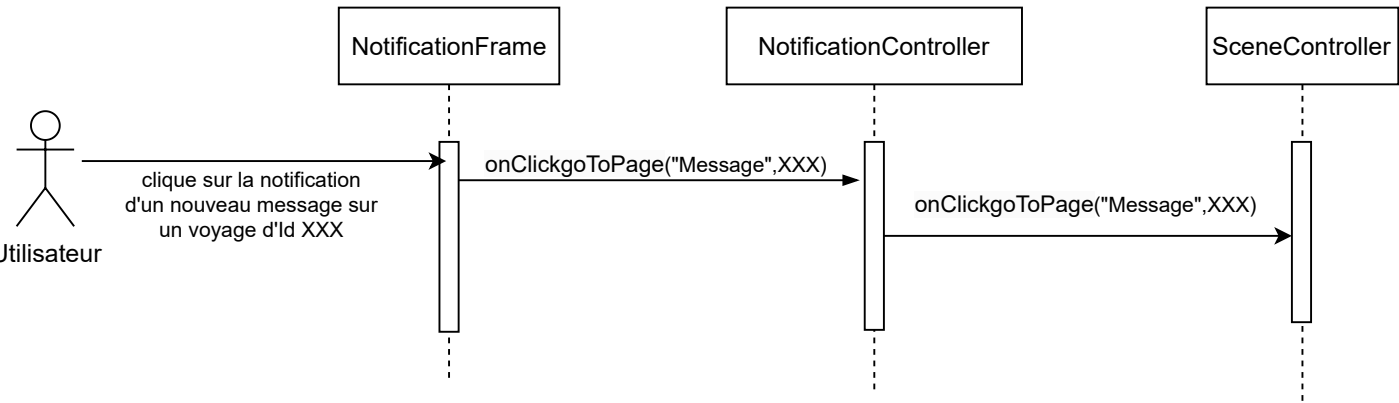 NotificationFrame
NotificationController
SceneController
onClickgoToPage("Message",XXX)
clique sur la notification
d'un nouveau message sur
un voyage d'Id XXX
onClickgoToPage("Message",XXX)
Utilisateur